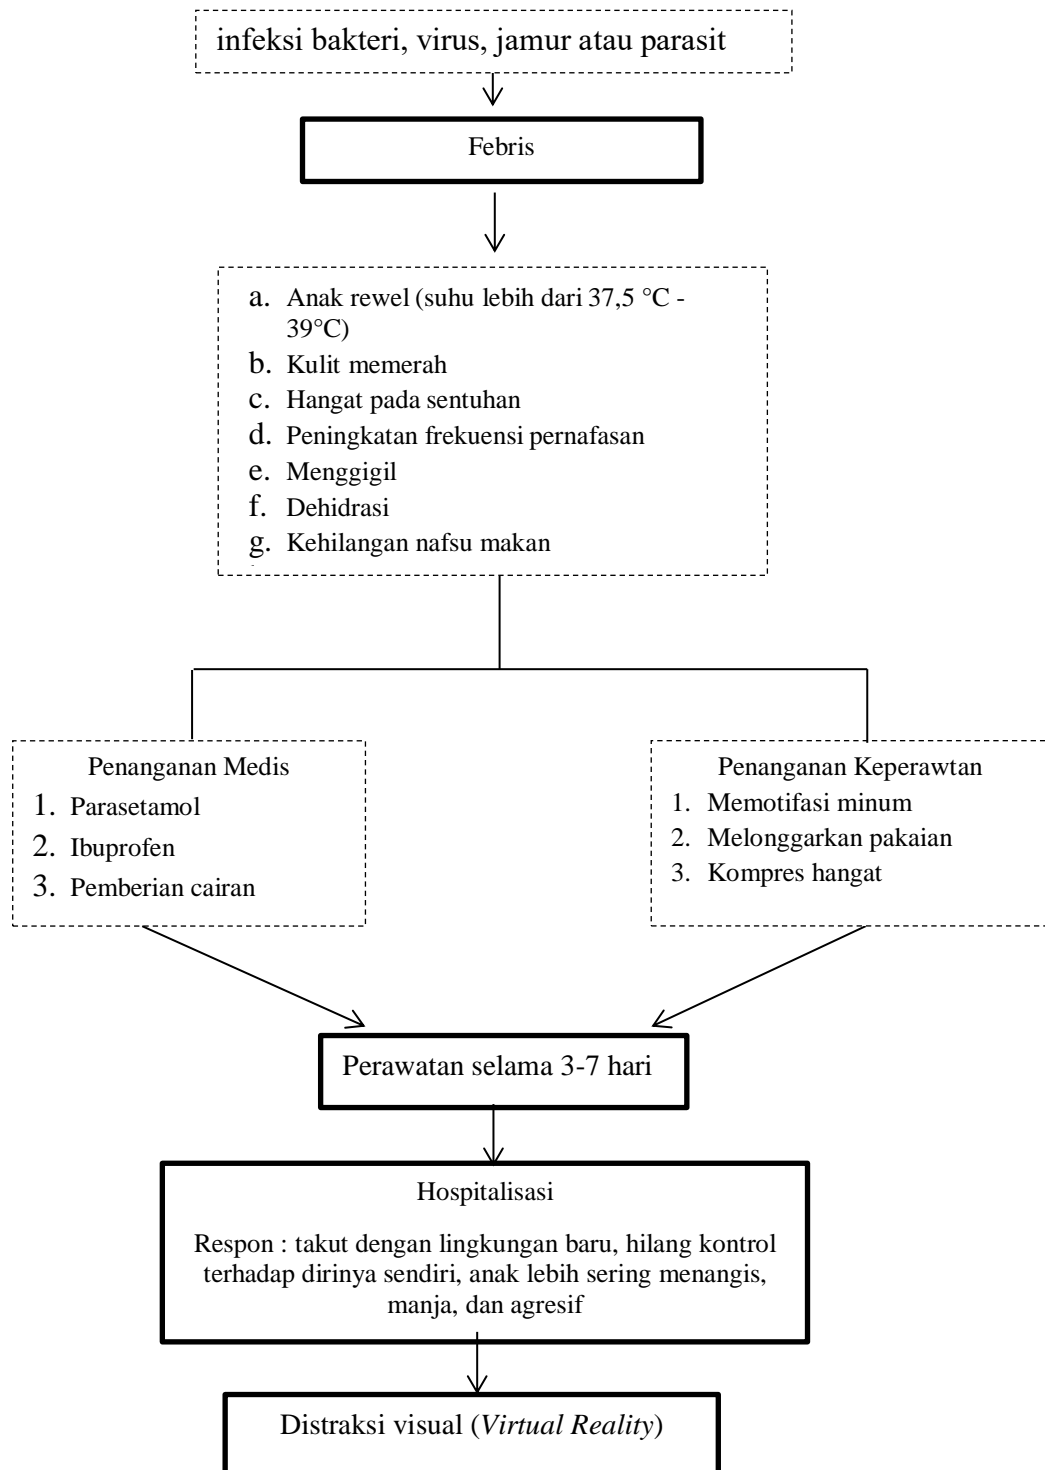 infeksi bakteri, virus, jamur atau parasit
Febris
a. Anak rewel (suhu lebih dari 37,5 °C -
39°C)
b. Kulit memerah
c. Hangat pada sentuhan
d. Peningkatan frekuensi pernafasan
e. Menggigil
f. Dehidrasi
g. Kehilangan nafsu makan
Penanganan Medis
1. Parasetamol
2. Ibuprofen
3. Pemberian cairan
Penanganan Keperawtan
1. Memotifasi minum
2. Melonggarkan pakaian
3. Kompres hangat
Perawatan selama 3-7 hari
Hospitalisasi
Respon : takut dengan lingkungan baru, hilang kontrol
terhadap dirinya sendiri, anak lebih sering menangis,
manja, dan agresif
Distraksi visual (Virtual Reality)